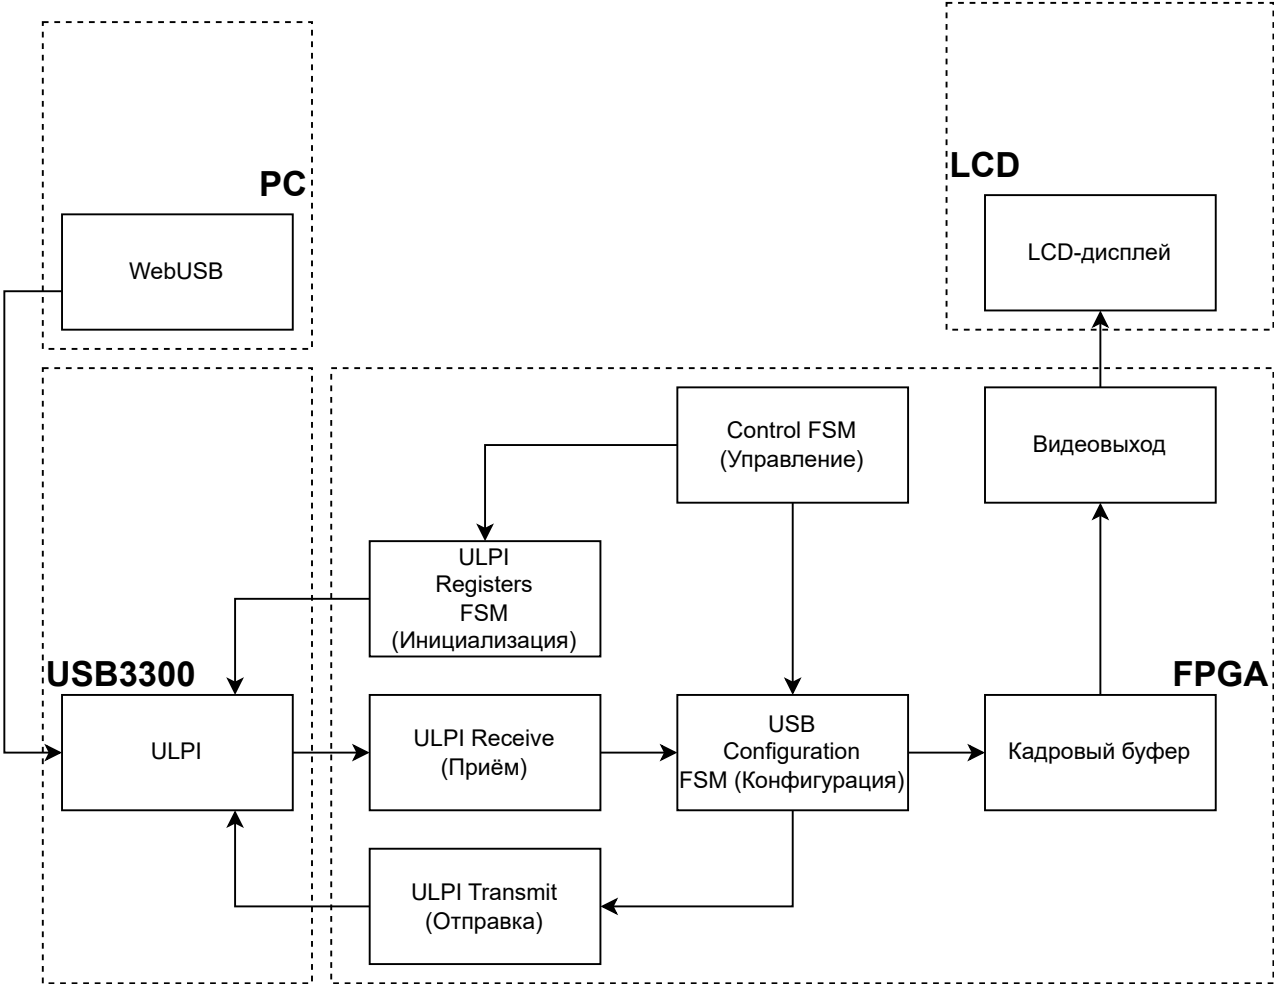 PC
WebUSB
LCD
LCD-дисплей
Control FSM
(Управление)
Видеовыход
ULPI
Registers
FSM
(Инициализация)
USB3300
ULPI
FPGA
ULPI Receive
(Приём)
USB
Configuration
FSM (Конфигурация)
Кадровый буфер
ULPI Transmit
(Отправка)